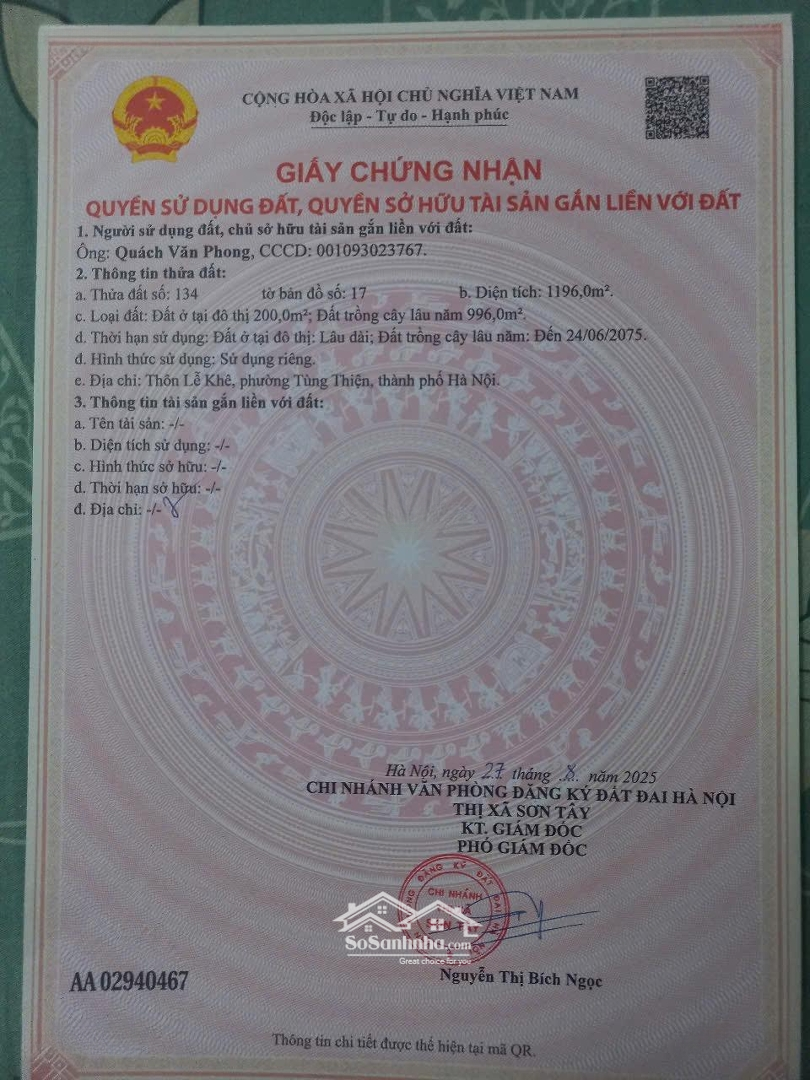 CỘNG HÒA XÃ HỘI CHỦ NGHĨA VIỆT NAM
Độc lập - Tự do - Hạnh phúc
GIẤY CHỨNG NHẬN
QUYỀN SỬ DỤNG ĐẤT, QUYỀN SỞ HỮU TÀI SẢN GẮN LIỀN VỚI ĐẤT
1. Người sử dụng đất, chủ sở hữu tài sản gắn liền với đất:
Ông: Quách Văn Phong, CCCD: 001093023767.
2. Thông tin thửa đất:
a. Thửa đất số: 134 tờ bản đồ số: 17 b. Diện tích: 1196,0m².
c. Loại đất: Đất ở tại đô thị 200,0m²; Đất trồng cây lâu năm 996,0m².
d. Thời hạn sử dụng: Đất ở tại đô thị: Lâu dài; Đất trồng cây lâu năm: Đến 24/06/2075.
đ. Hình thức sử dụng: Sử dụng riêng.
e. Địa chỉ: Thôn Lễ Khê, phường Tùng Thiện, thành phố Hà Nội.
3. Thông tin tài sản gắn liền với đất:
a. Tên tài sản: -/-
b. Diện tích sử dụng: -/-
c. Hình thức sở hữu: -/-
d. Thời hạn sở hữu: -/-
đ. Địa chỉ: -/-
Hà Nội, ngày 27 tháng 8 năm 2025
CHI NHÁNH VĂN PHÒNG ĐĂNG KÝ ĐẤT ĐAI HÀ NỘI
THỊ XÃ SƠN TÂY
KT. GIÁM ĐỐC
PHÓ GIÁM ĐỐC
ĐĂNG KÝ ĐẤT ĐAI
CHI NHÁNH
SoSanhnha.com
Great choice for you
Nguyễn Thị Bích Ngọc
AA 02940467
Thông tin chi tiết được thể hiện tại mã QR.